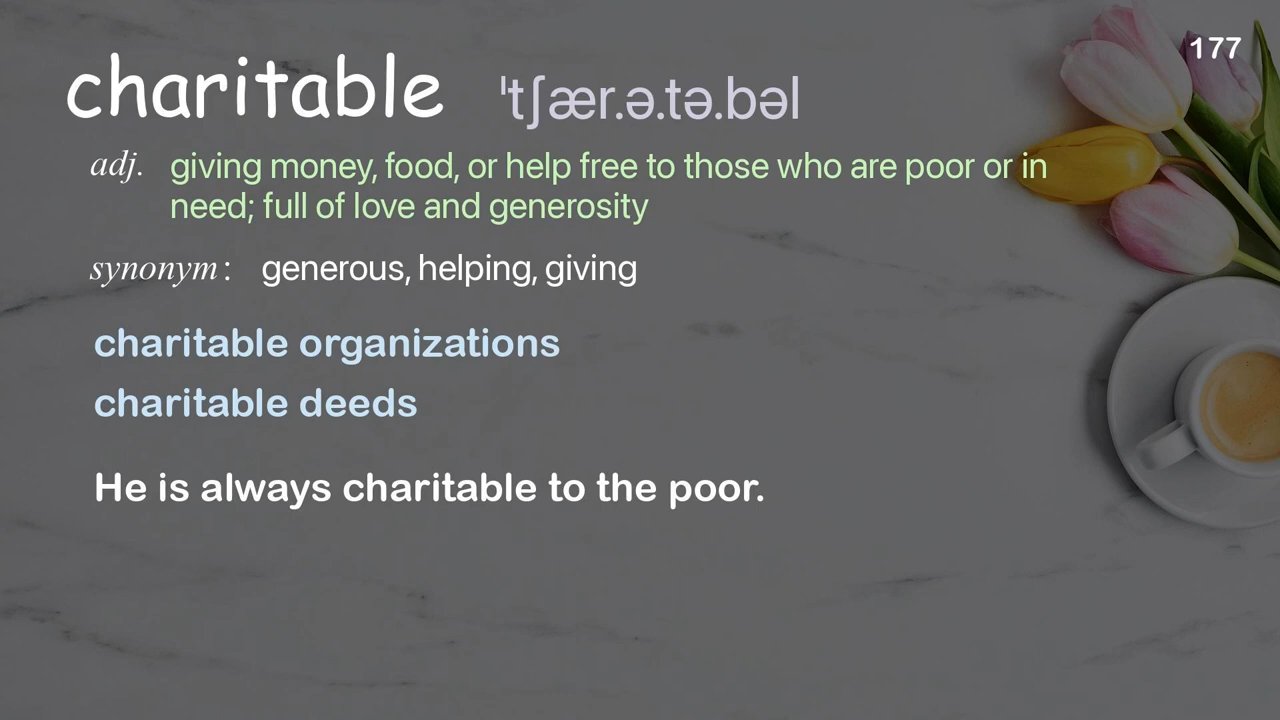 177
charitable ˈtʃær.ə.tə.bəl
adj. giving money, food, or help free to those who are poor or in
need; full of love and generosity
synonym: generous, helping, giving
charitable organizations
charitable deeds
He is always charitable to the poor.